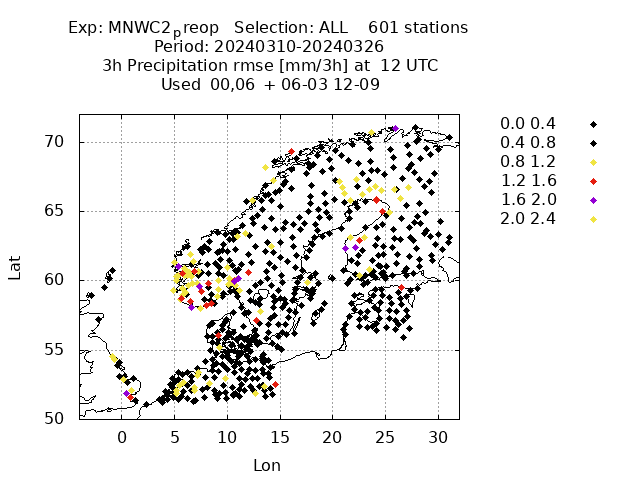 Exp: MNWC2preop Selection: ALL 601 stations
Period: 20240310-20240326
3h Precipitation rmse [mm/3h] at 12 UTC
Used 00,06 + 06-03 12-09
0.0 0.4
0.4 0.8
0.8 1.2
1.2 1.6
1.6 2.0
2.0 2.4
70
65
60
55
50
Lat
0 5 10 15 20 25 30
Lon